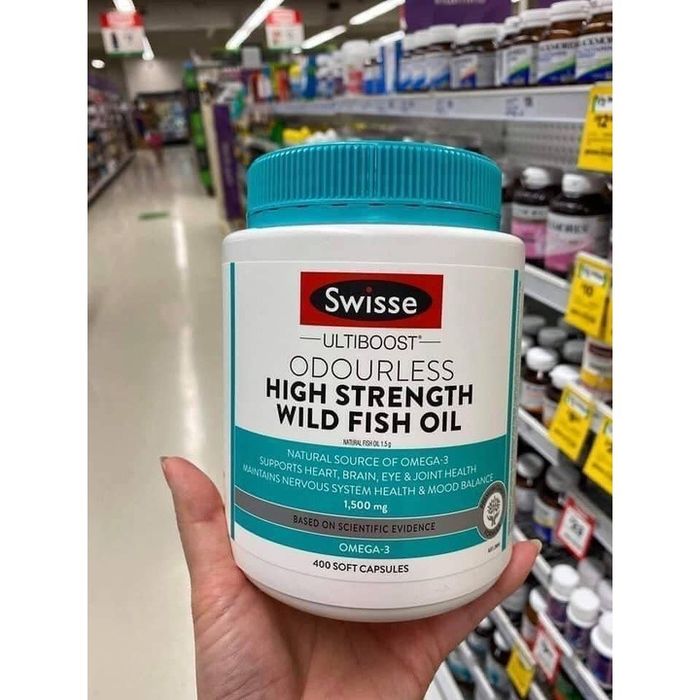 Swisse
ULTIBOOST
ODOURLESS
HIGH STRENGTH
WILD FISH OIL
NATURAL FISH OIL 1.5g
NATURAL SOURCE OF OMEGA-3
SUPPORTS HEART, BRAIN, EYE & JOINT HEALTH
MAINTAINS NERVOUS SYSTEM HEALTH & MOOD BALANCE
1,500 mg
BASED ON SCIENTIFIC EVIDENCE
OMEGA-3
400 SOFT CAPSULES